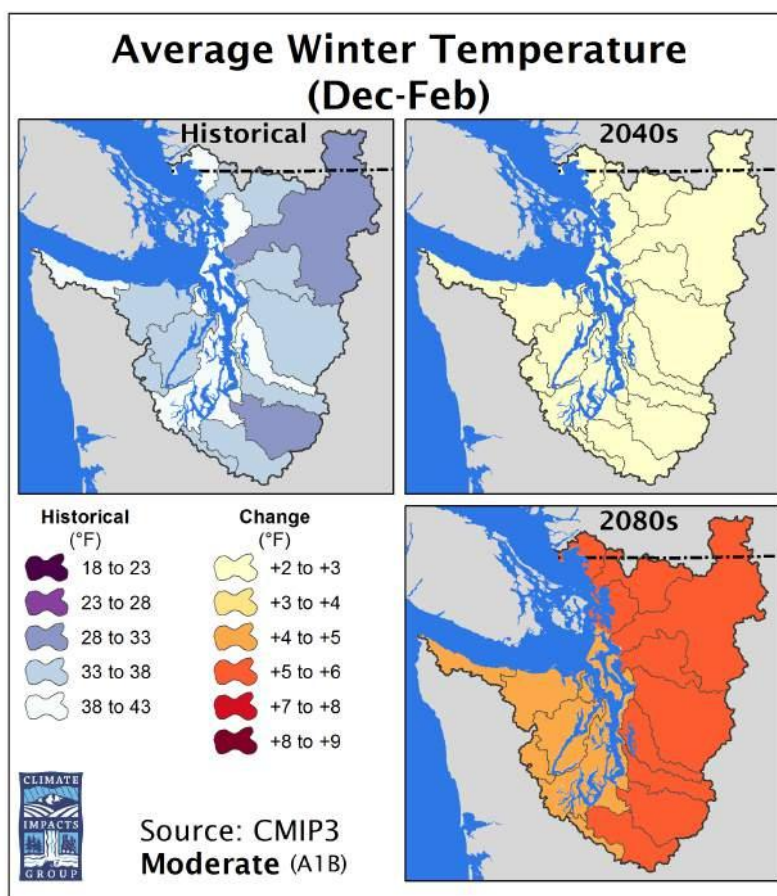 Average Winter Temperature
(Dec-Feb)
Historical
2040s
Historical
(°F)
18 to 23
23 to 28
28 to 33
33 to 38
38 to 43
Change
(°F)
+2 to +3
+3 to +4
+4 to +5
+5 to +6
+7 to +8
+8 to +9
2080s
CLIMATE
IMPACTS
GROUP
Source: CMIP3
Moderate (A1B)